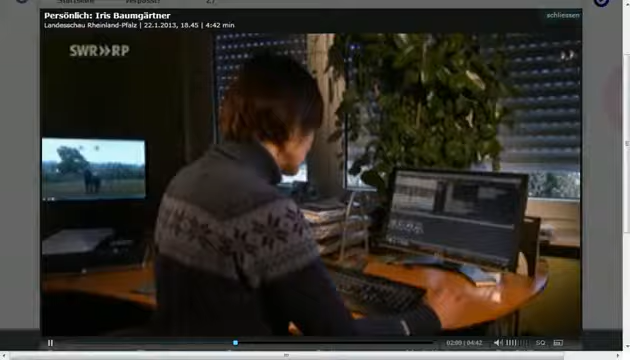 Persönlich: Iris Baumgärtner
schliessen
Landesschau Rheinland-Pfalz | 22.1.2013, 18.45 | 4:42 min
SWR»RP
02:09 | 04:42
SQ